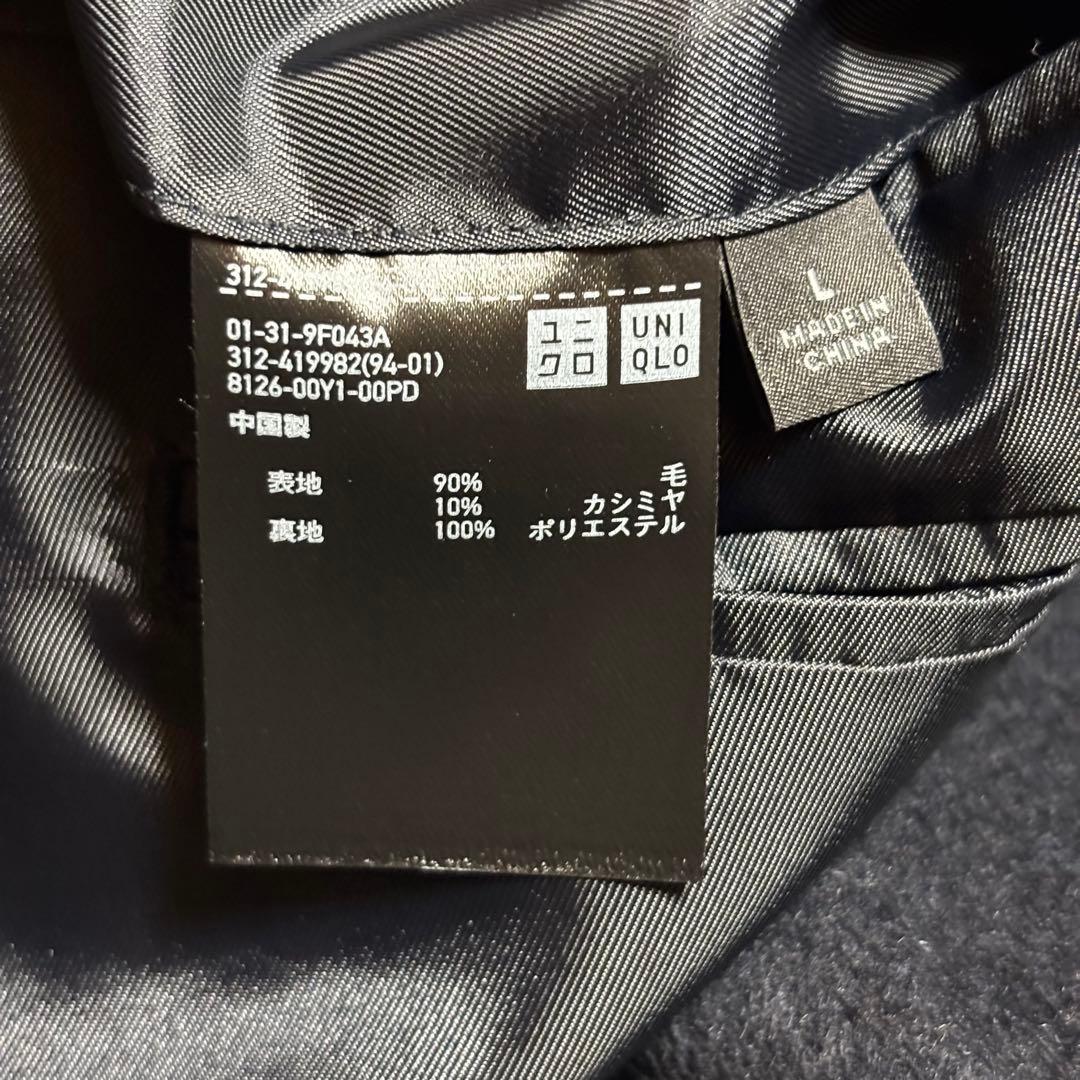 312-4
01-31-9F043A
312-419982(94-01)
8126-00Y1-00PD
中国製
ユニ
クロ
UNI
QLO
表地 90% 毛
10% カシミヤ
裏地 100% ポリエステル
L
MADE IN
CHINA